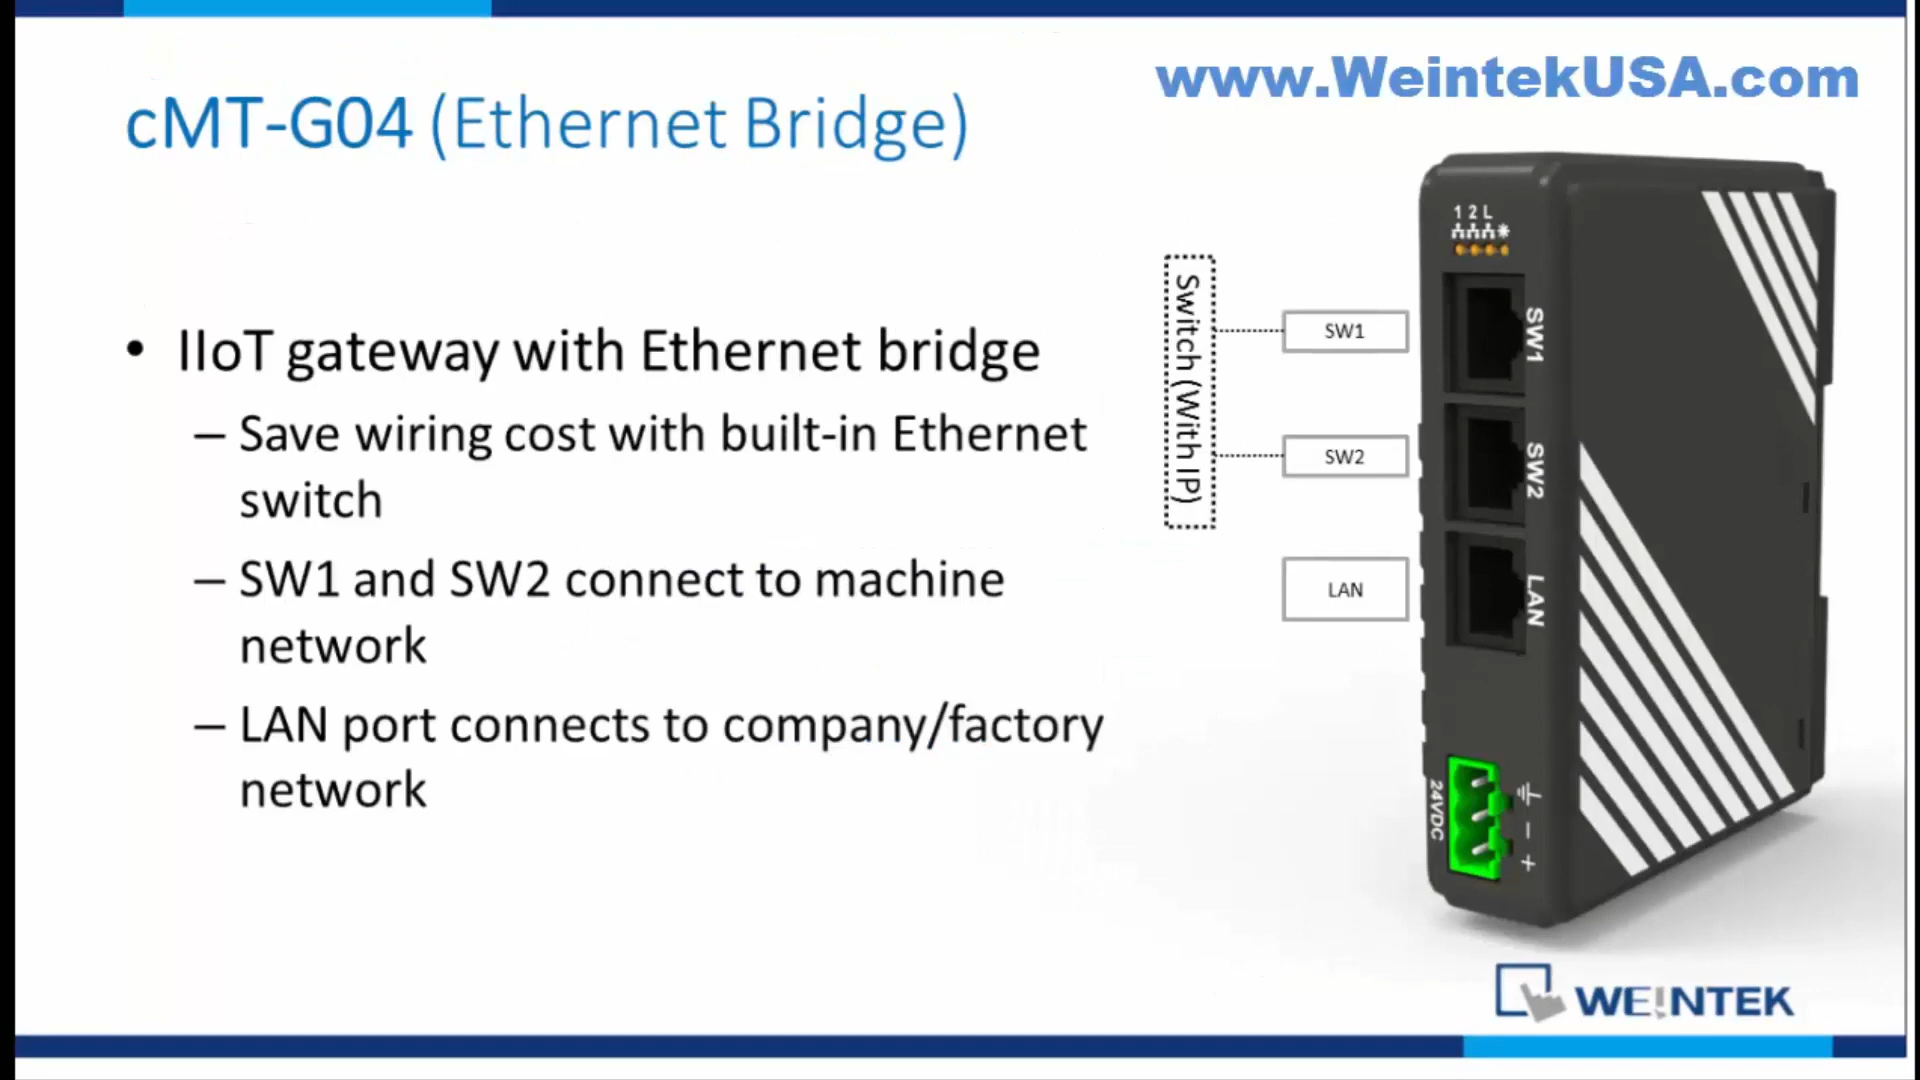 www.WeintekUSA.com
cMT-G04 (Ethernet Bridge)
• IIoT gateway with Ethernet bridge
– Save wiring cost with built-in Ethernet
switch
– SW1 and SW2 connect to machine
network
– LAN port connects to company/factory
network
Switch (With IP)
SW1
SW2
LAN
1 2 L
SW1
SW2
LAN
24VDC
−
+
WEINTEK